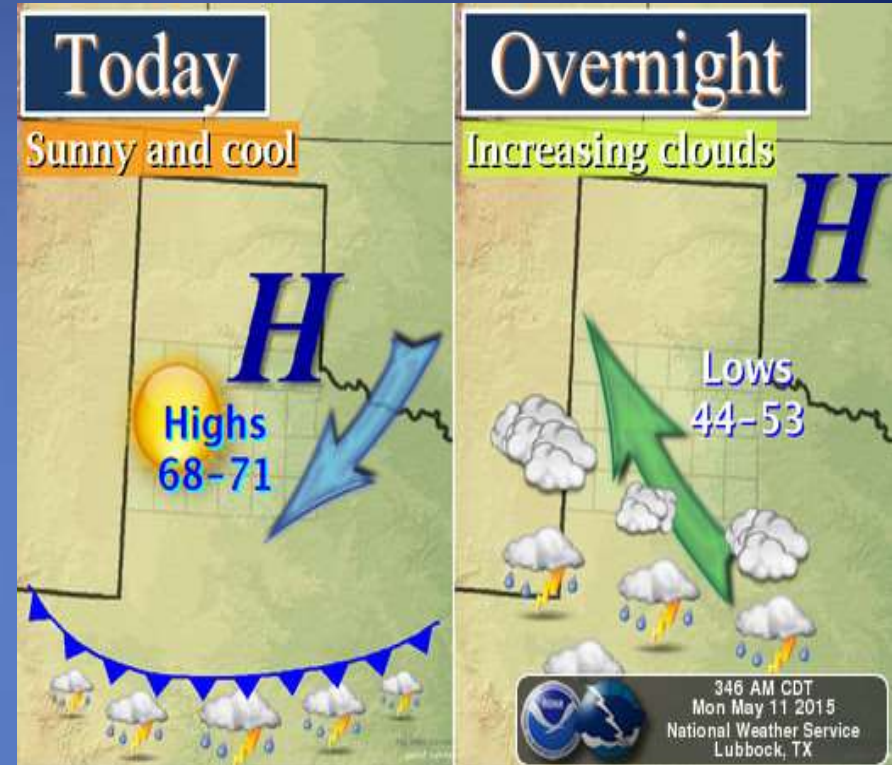 Today
Sunny and cool
H
Highs
68-71
Overnight
Increasing clouds
H
Lows
44-53
346 AM CDT
Mon May 11 2015
National Weather Service
Lubbock, TX